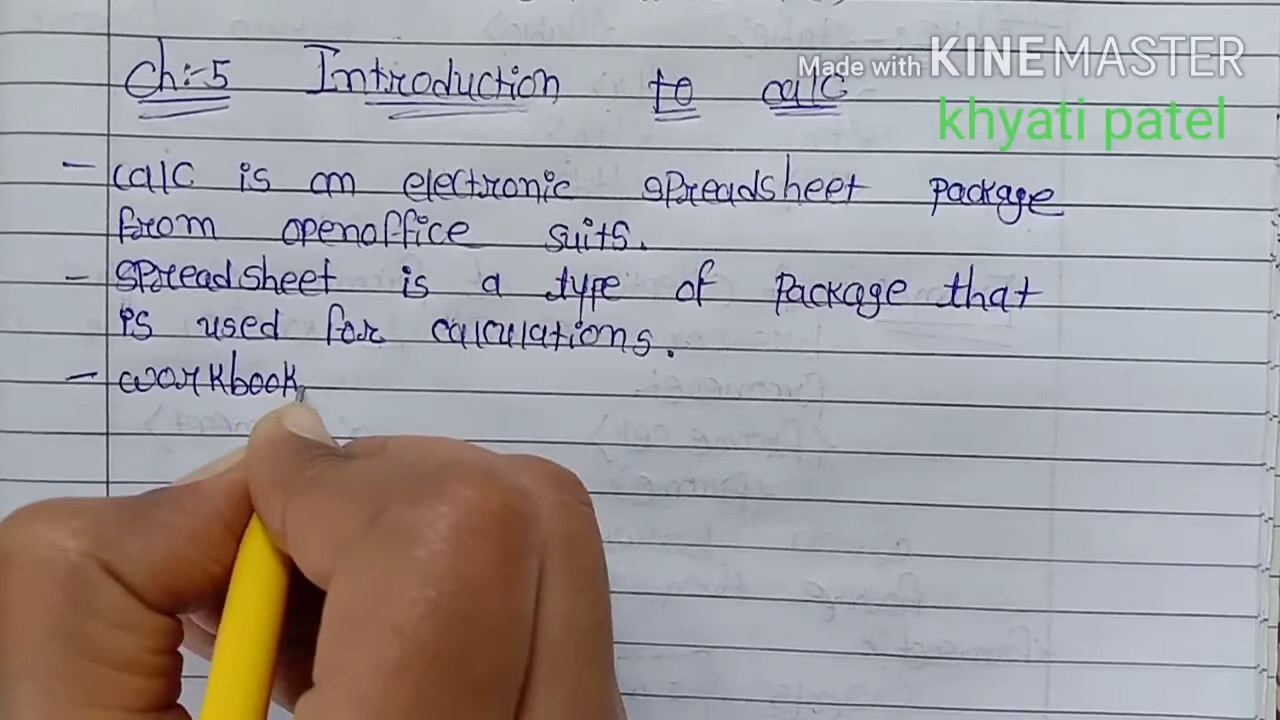 Ch:-5 Introduction to calc
Made with KINEMASTER
khyati patel
- calc is an electronic spreadsheet package
from openoffice suits.
- spreadsheet is a type of package that
is used for calculations.
- workbook